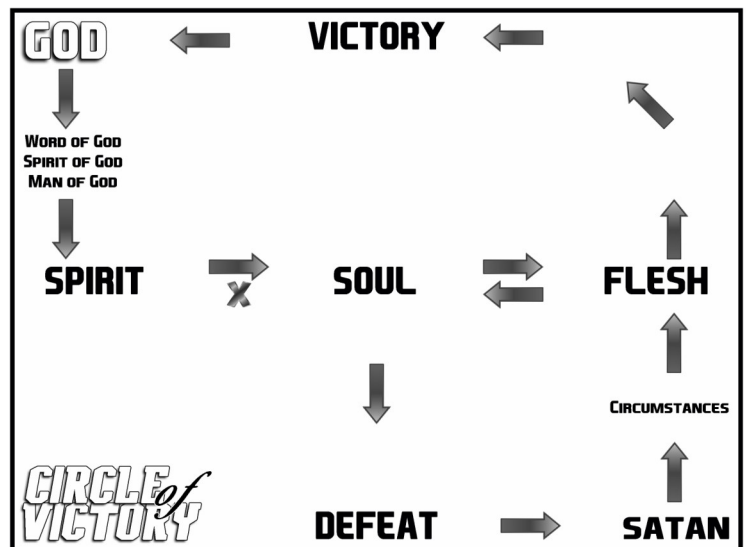 GOD
VICTORY
WORD OF GOD
SPIRIT OF GOD
MAN OF GOD
SPIRIT
X
SOUL
FLESH
CIRCUMSTANCES
CIRCLE of
VICTORY
DEFEAT
SATAN